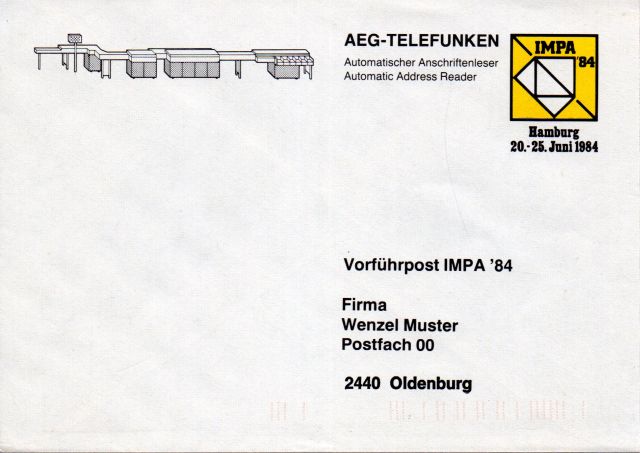 AEG-TELEFUNKEN
Automatischer Anschriftenleser
Automatic Address Reader
IMPA
'84
Hamburg
20.-25. Juni 1984
Vorführpost IMPA '84
Firma
Wenzel Muster
Postfach 00
2440 Oldenburg